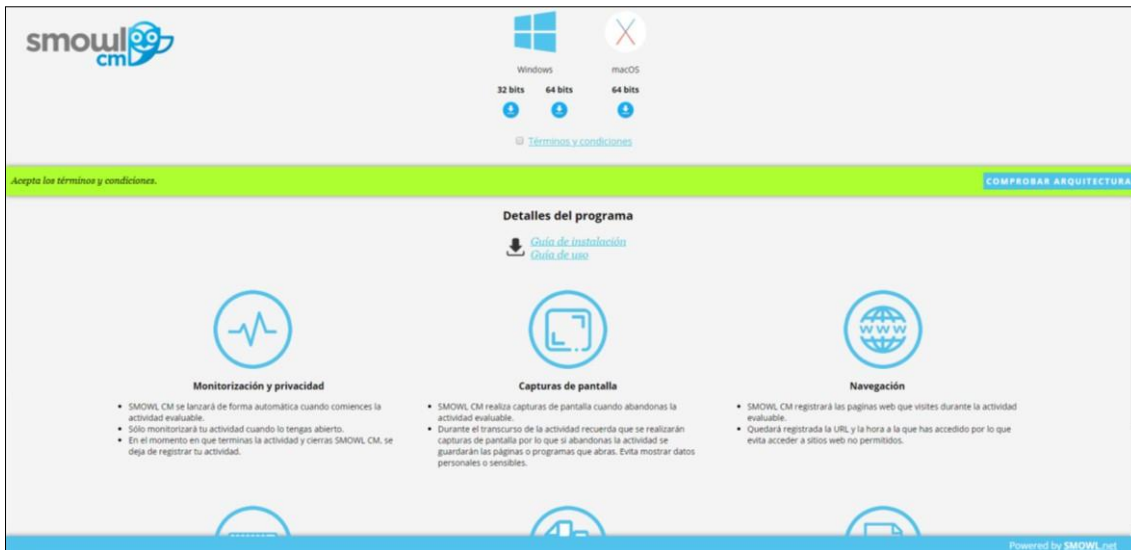 smowl
cm
Windows
macOS
32 bits
64 bits
64 bits
Términos y condiciones
Acepta los términos y condiciones.
COMPROBAR ARQUITECTURA
Detalles del programa
Guía de instalación
Guía de uso
WWW
Monitorización y privacidad
SMOWL CM se lanzará de forma automática cuando comiences la
actividad evaluable.
Sólo monitorizará tu actividad cuando lo tengas abierto.
En el momento en que terminas la actividad y cierras SMOWL CM, se
deja de registrar tu actividad.
Capturas de pantalla
SMOWL CM realiza capturas de pantalla cuando abandonas la
actividad evaluable.
Durante el transcurso de la actividad recuerda que se realizarán
capturas de pantalla por lo que si abandonas la actividad se
guardarán las páginas o programas que abras. Evita mostrar datos
personales o sensibles.
Navegación
SMOWL CM registrará las paginas web que visites durante la actividad
evaluable.
Quedará registrada la URL y la hora a la que has accedido por lo que
evita acceder a sitios web no permitidos.
Powered by SMOWL.net